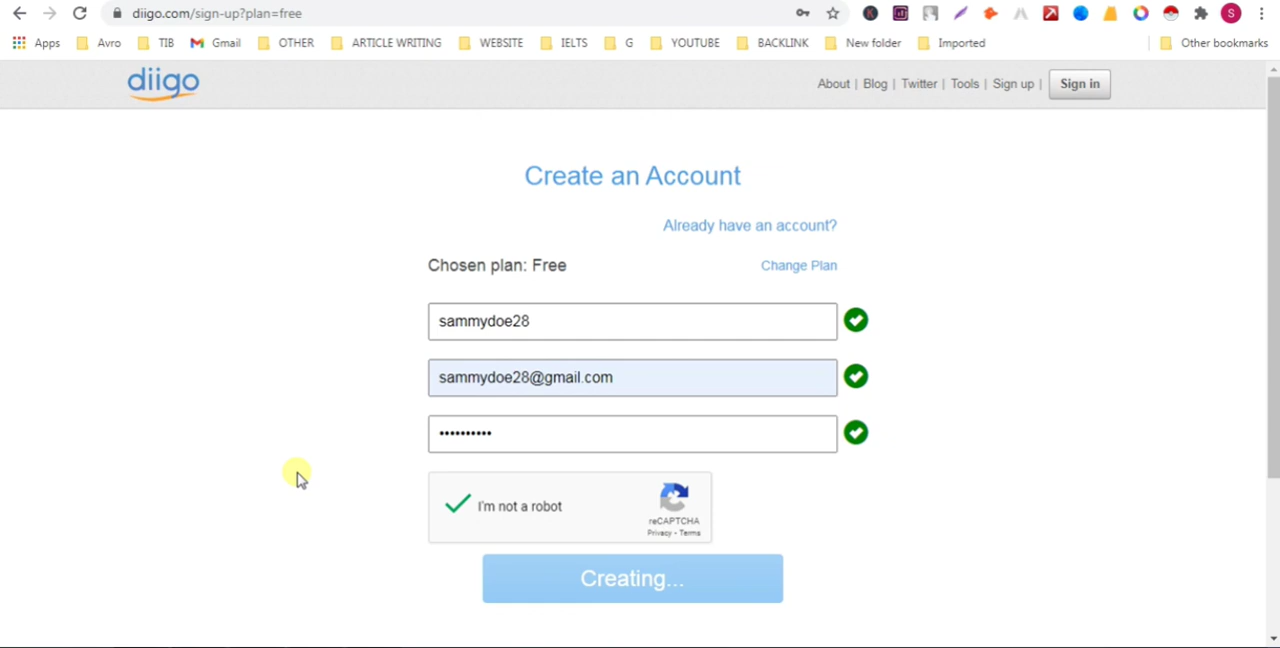 diigo.com/sign-up?plan=free
S
Apps Avro TIB Gmail OTHER ARTICLE WRITING WEBSITE IELTS G YOUTUBE BACKLINK New folder Imported Other bookmarks
diigo
About | Blog | Twitter | Tools | Sign up | Sign in
Create an Account
Already have an account?
Chosen plan: Free Change Plan
sammydoe28
sammydoe28@gmail.com
••••••••••
I'm not a robot
reCAPTCHA
Privacy - Terms
Creating...